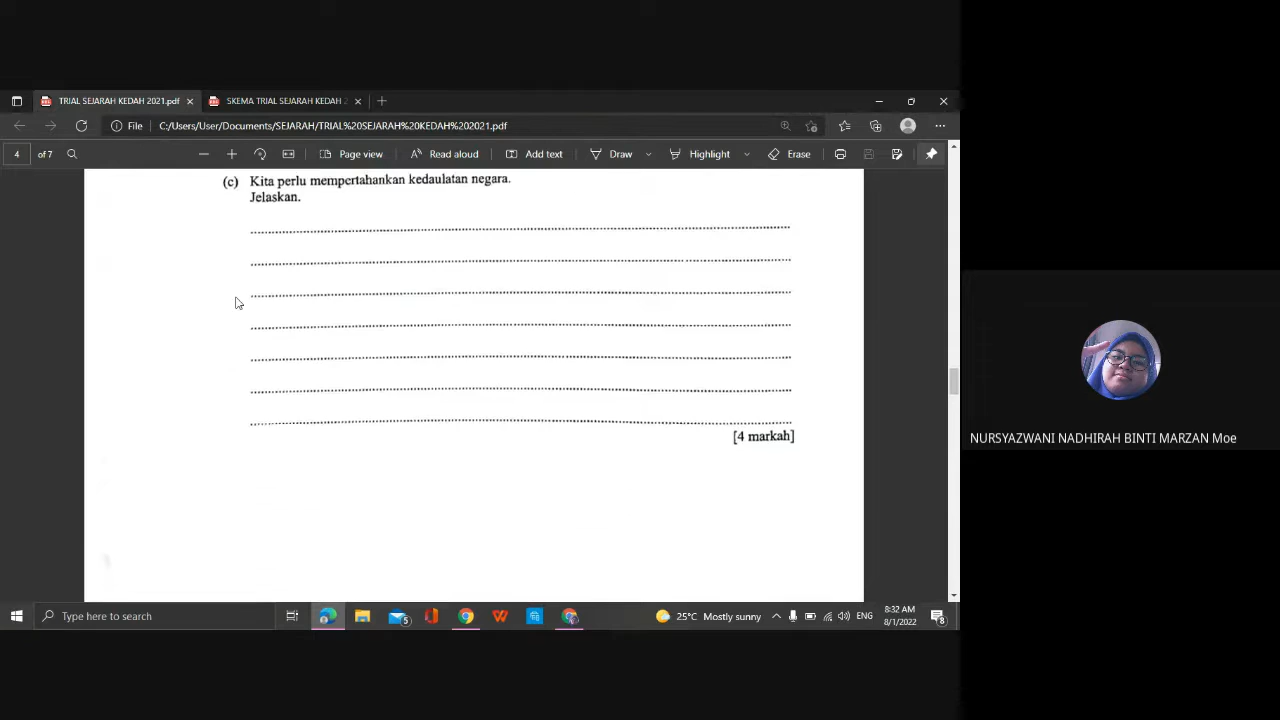 TRIAL SEJARAH KEDAH 2021.pdf
SKEMA TRIAL SEJARAH KEDAH 2
File
C:/Users/User/Documents/SEJARAH/TRIAL%20SEJARAH%20KEDAH%202021.pdf
4
of 7
Page view
Read aloud
Add text
Draw
Highlight
Erase
(c) Kita perlu mempertahankan kedaulatan negara.
Jelaskan.
[4 markah]
NURSYAZWANI NADHIRAH BINTI MARZAN Moe
Type here to search
5
25°C Mostly sunny
ENG
8:32 AM
8/1/2022
8